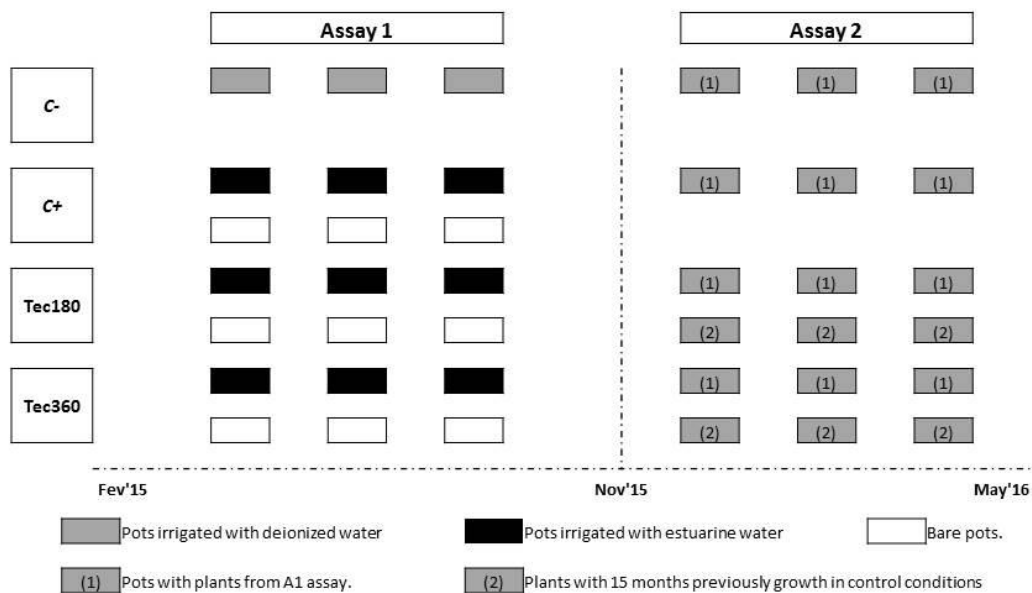 Assay 1
Assay 2
C-
(1) (1) (1)
C+
(1) (1) (1)
Tec180
(1) (1) (1)
(2) (2) (2)
Tec360
(1) (1) (1)
(2) (2) (2)
Fev'15
Nov'15
May'16
Pots irrigated with deionized water
Pots irrigated with estuarine water
Bare pots.
(1) Pots with plants from A1 assay.
(2) Plants with 15 months previously growth in control conditions